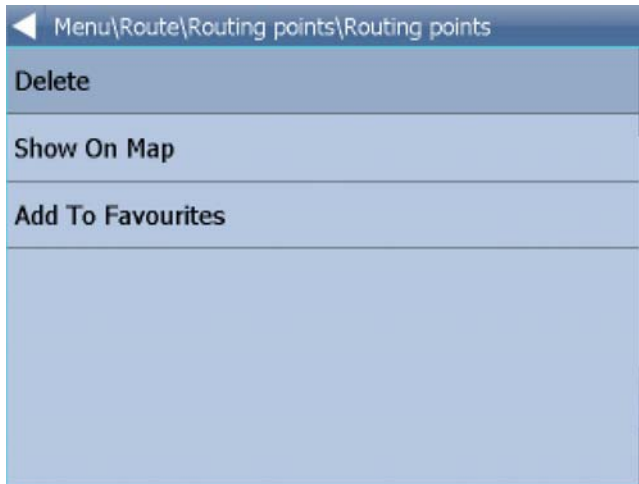 Menu\Route\Routing points\Routing points
Delete
Show On Map
Add To Favourites